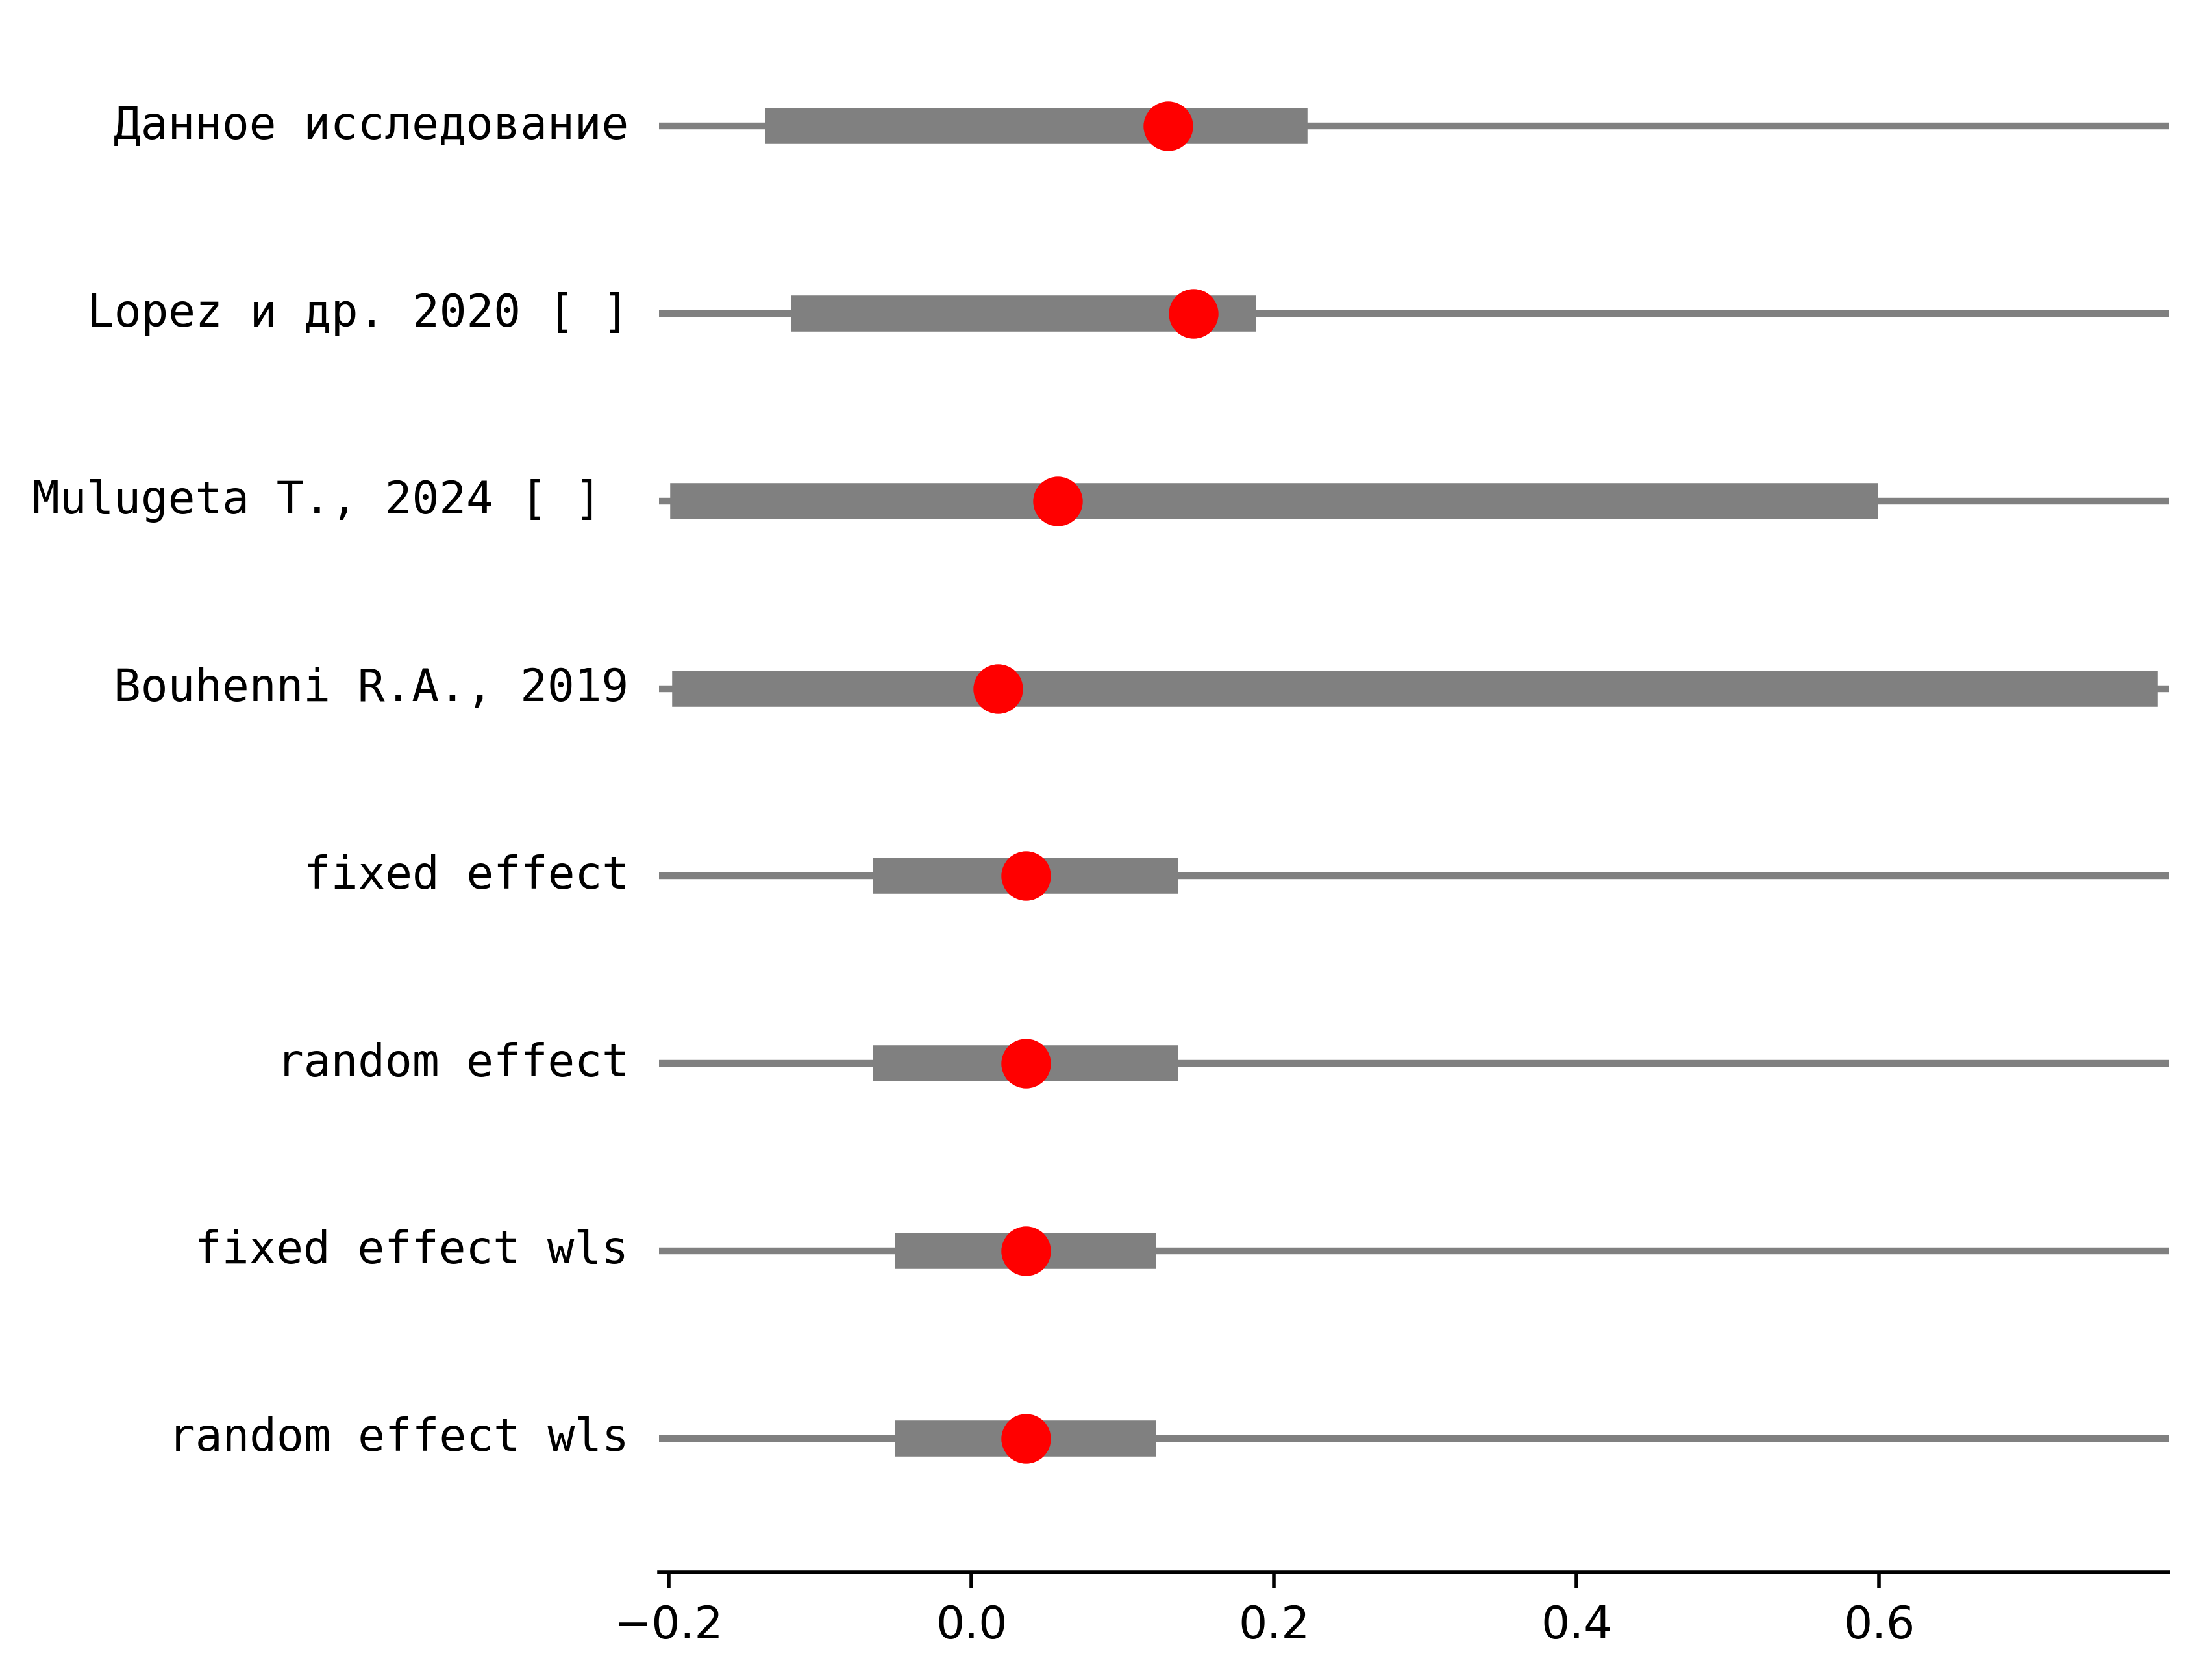 Данное исследование
Lopez и др. 2020 [ ]
Mulugeta T., 2024 [ ]
Bouhenni R.A., 2019
fixed effect
random effect
fixed effect wls
random effect wls
−0.2 0.0 0.2 0.4 0.6